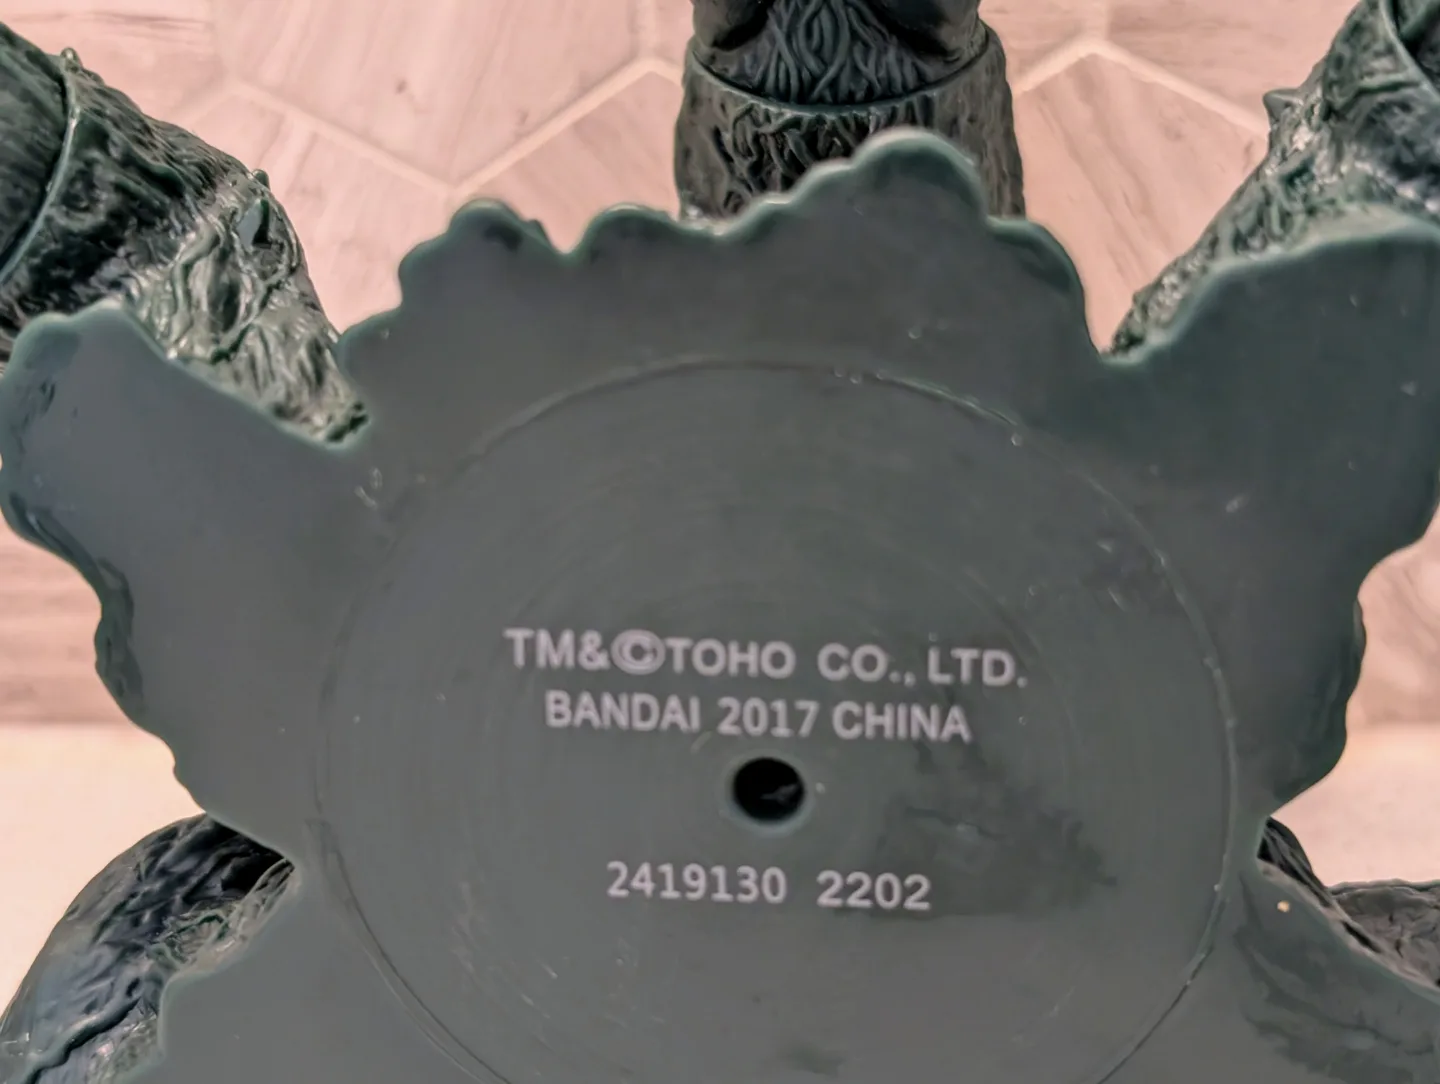 TM&©TOHO CO., LTD.
BANDAI 2017 CHINA
2419130 2202